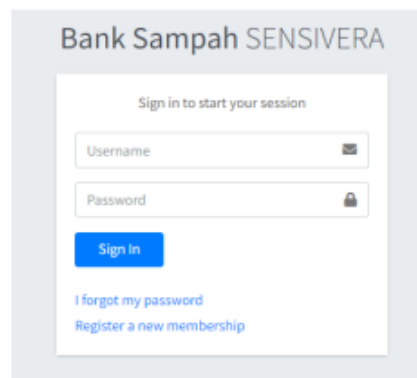 Bank Sampah SENSIVERA
Sign in to start your session
Username
Password
Sign In
I forgot my password
Register a new membership